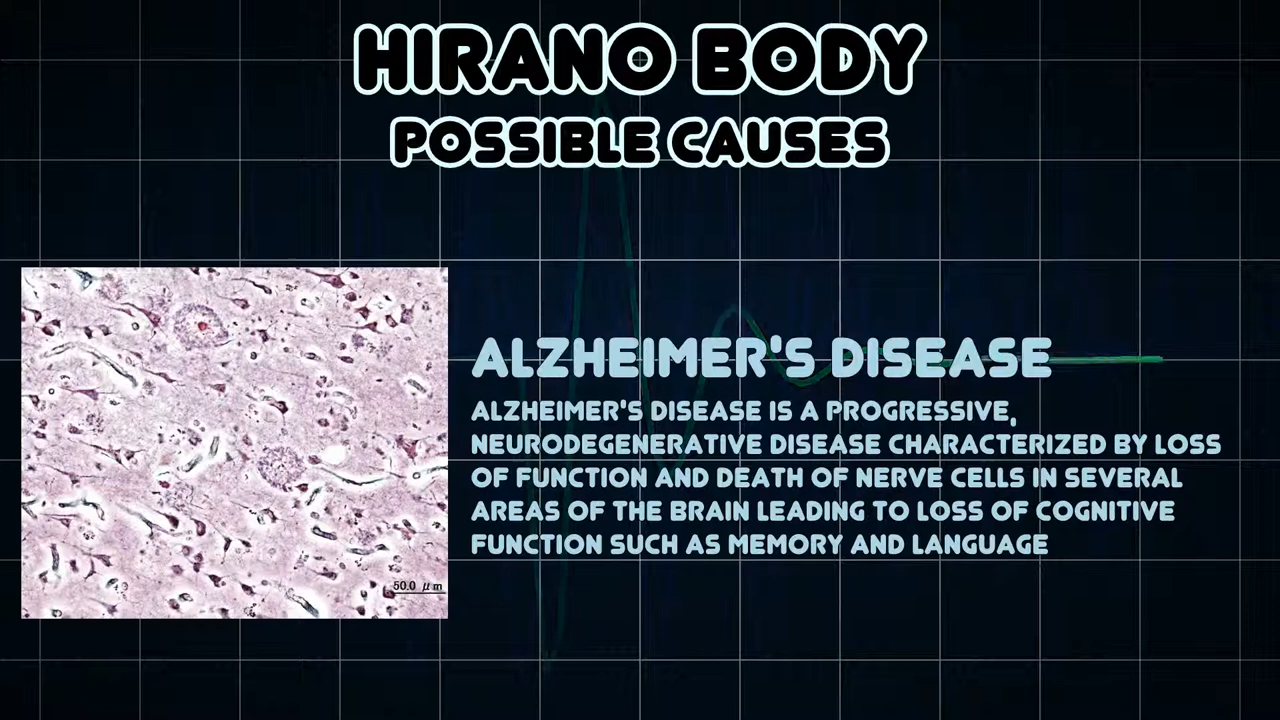 HIRANO BODY
POSSIBLE CAUSES
ALZHEIMER'S DISEASE
ALZHEIMER'S DISEASE IS A PROGRESSIVE,
NEURODEGENERATIVE DISEASE CHARACTERIZED BY LOSS
OF FUNCTION AND DEATH OF NERVE CELLS IN SEVERAL
AREAS OF THE BRAIN LEADING TO LOSS OF COGNITIVE
FUNCTION SUCH AS MEMORY AND LANGUAGE
50.0 μm